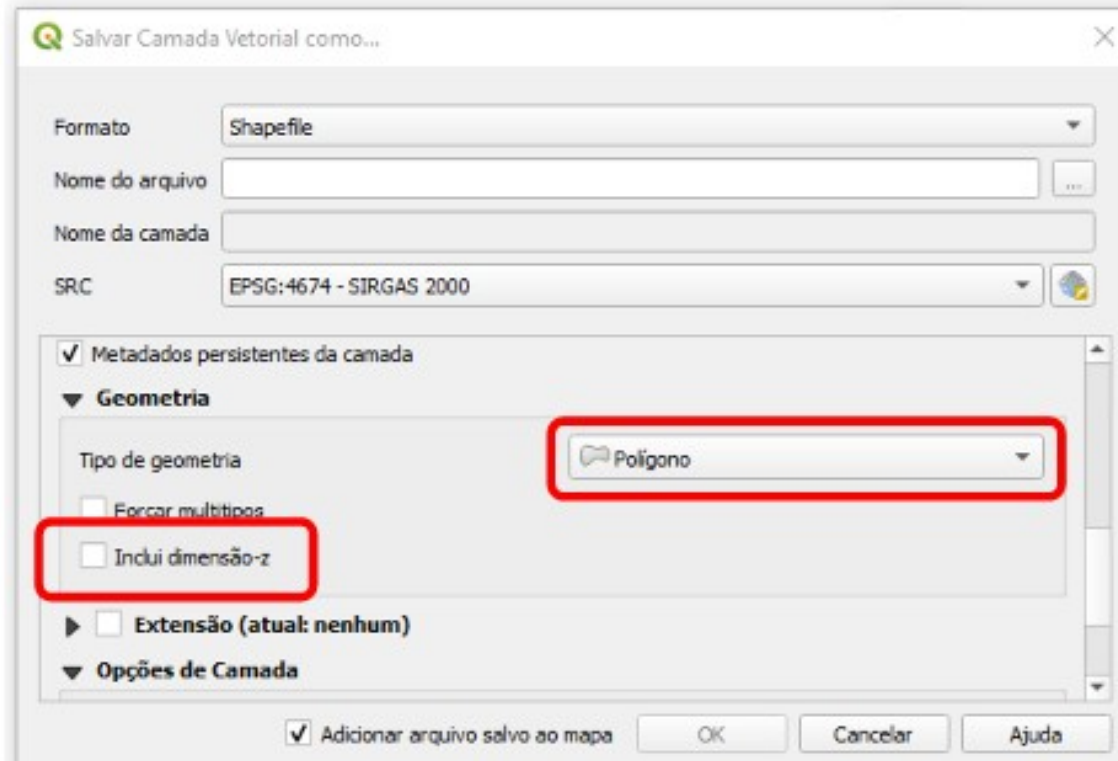 Salvar Camada Vetorial como...
Formato Shapefile
Nome do arquivo ...
Nome da camada
SRC EPSG:4674 - SIRGAS 2000
Metadados persistentes da camada
Geometria
Tipo de geometria Polígono
Forçar multitipos
Inclui dimensão-z
Extensão (atual: nenhum)
Opções de Camada
Adicionar arquivo salvo ao mapa OK Cancelar Ajuda